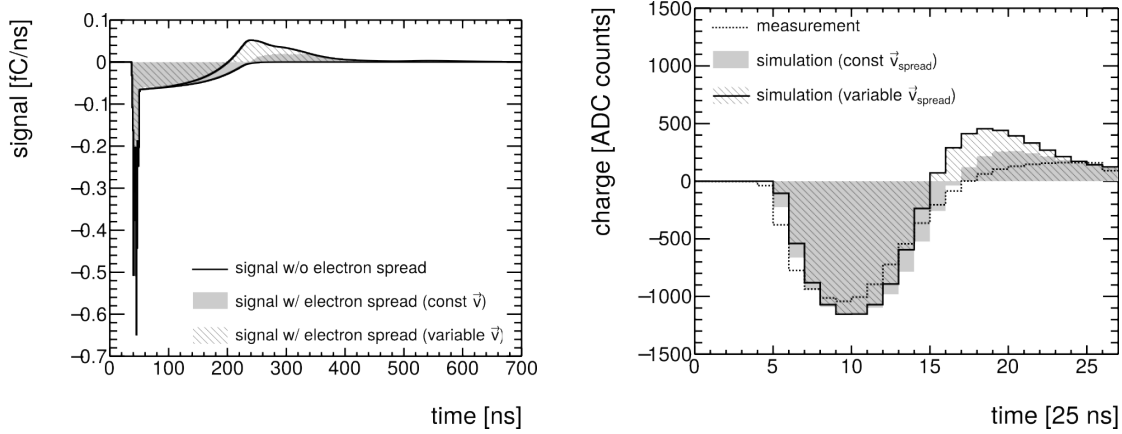 signal [fC/ns]
0.1
0
−0.1
−0.2
−0.3
−0.4
−0.5
−0.6
−0.7
signal w/o electron spread
signal w/ electron spread (const v⃗)
signal w/ electron spread (variable v⃗)
0 100 200 300 400 500 600 700
time [ns]
charge [ADC counts]
1500
1000
500
0
−500
−1000
−1500
measurement
simulation (const v⃗spread)
simulation (variable v⃗spread)
0 5 10 15 20 25
time [25 ns]